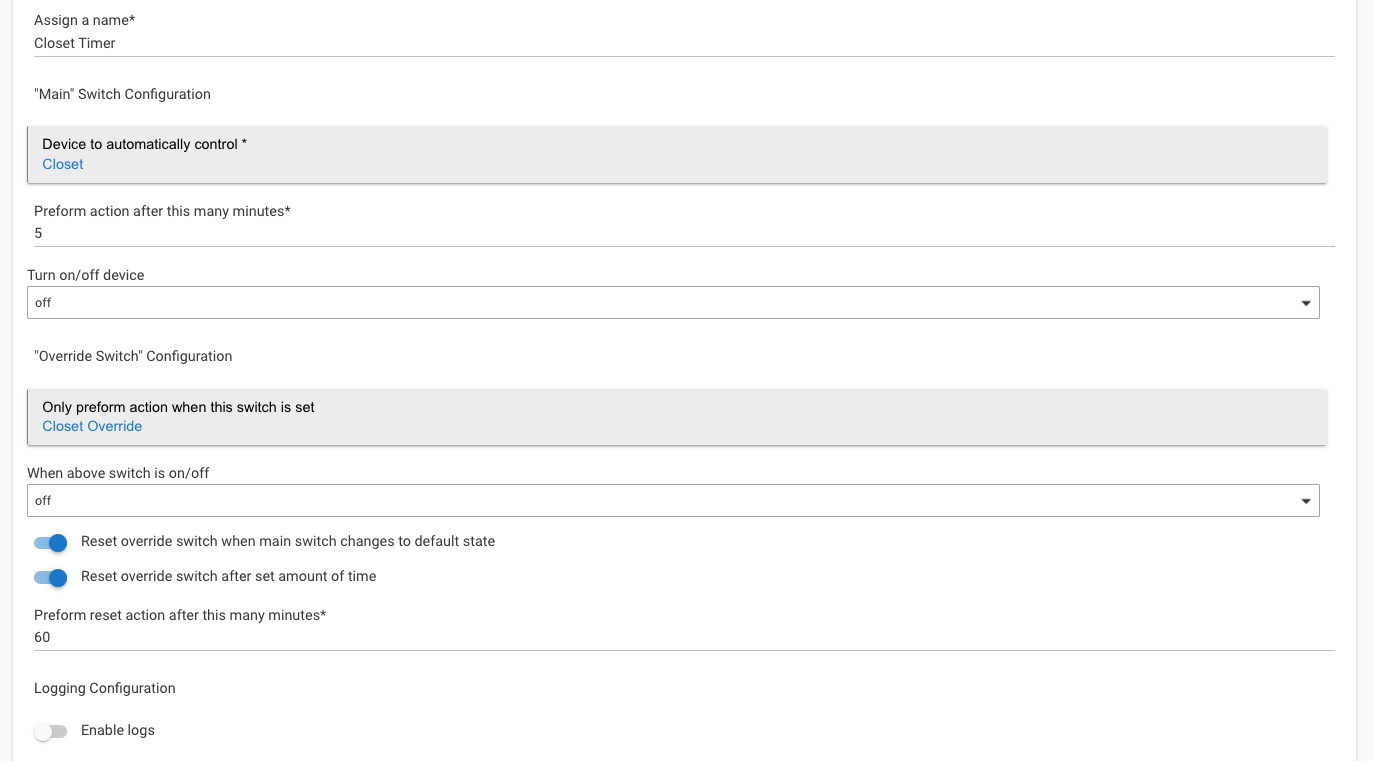 Assign a name*
Closet Timer
"Main" Switch Configuration
Device to automatically control *
Closet
Preform action after this many minutes*
5
Turn on/off device
off
"Override Switch" Configuration
Only preform action when this switch is set
Closet Override
When above switch is on/off
off
Reset override switch when main switch changes to default state
Reset override switch after set amount of time
Preform reset action after this many minutes*
60
Logging Configuration
Enable logs